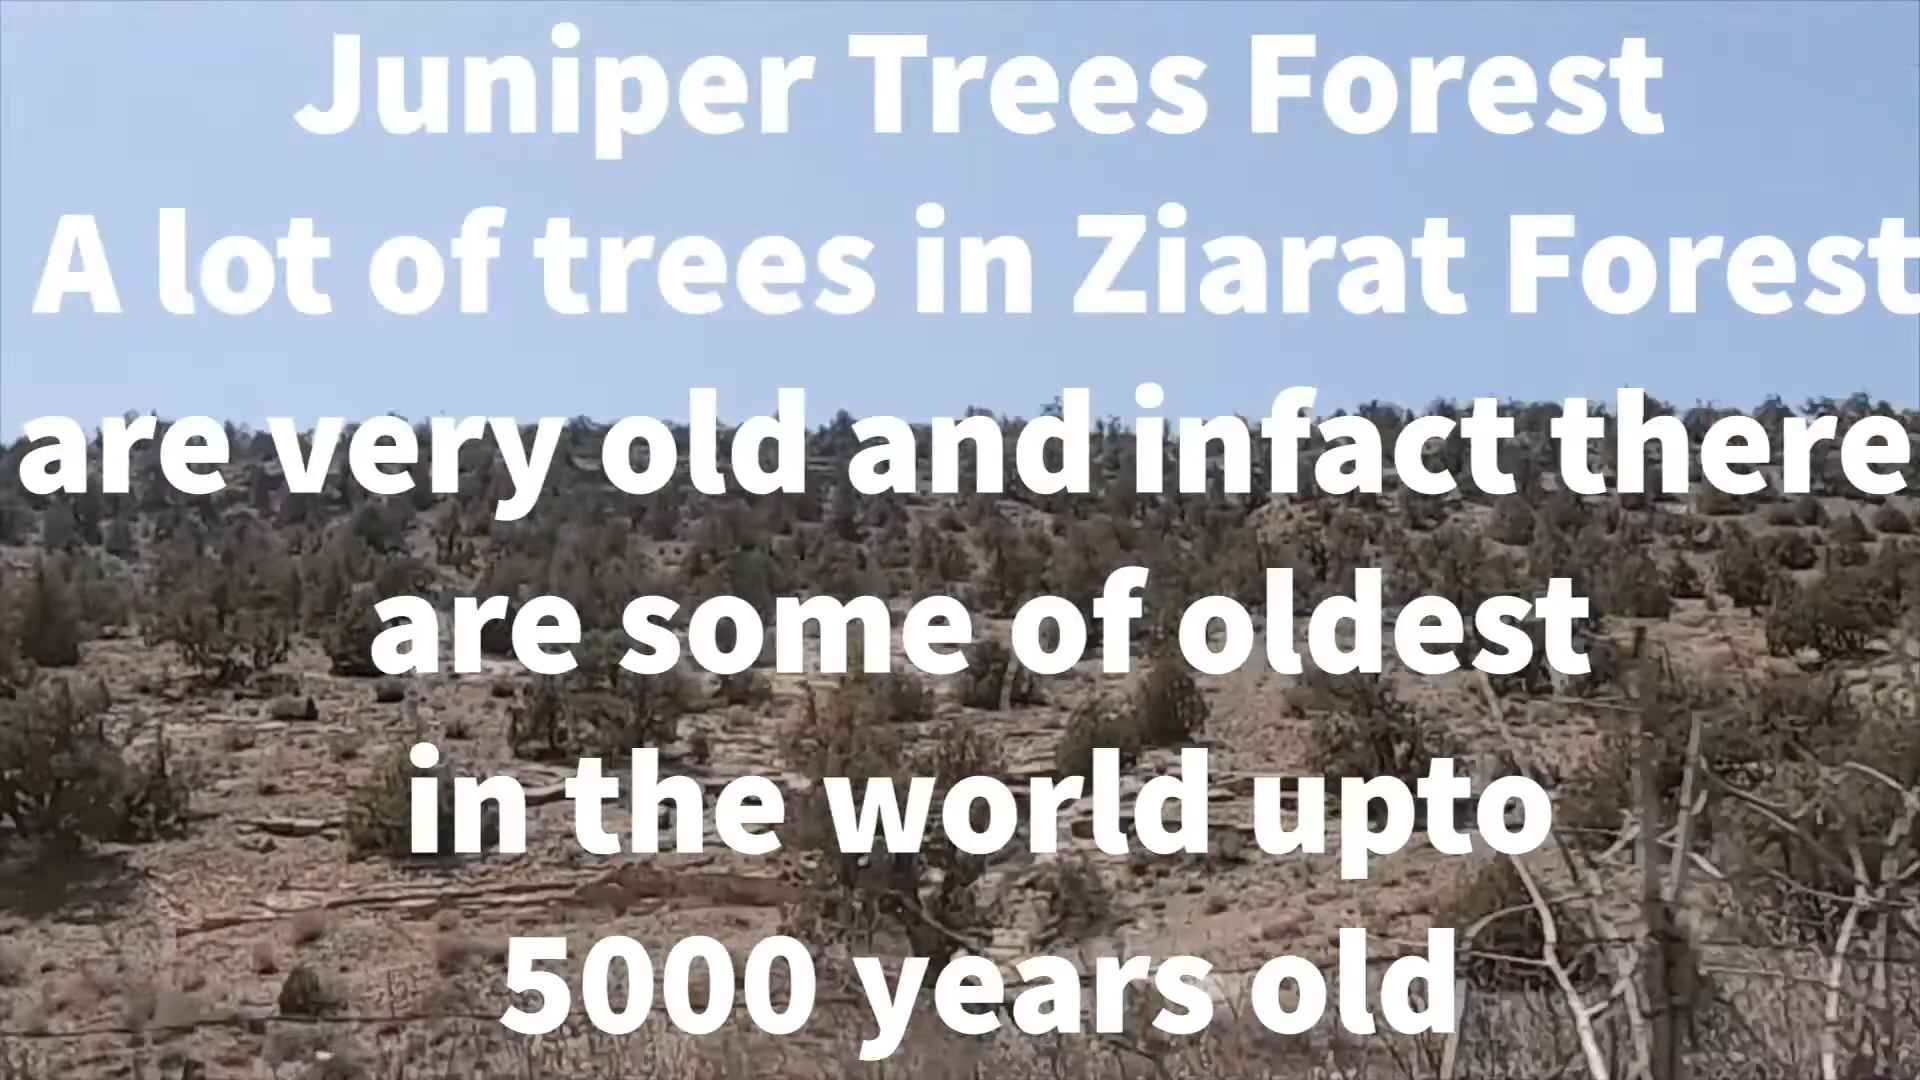 Juniper Trees Forest
A lot of trees in Ziarat Forest
are very old and infact there
are some of oldest
in the world upto
5000 years old